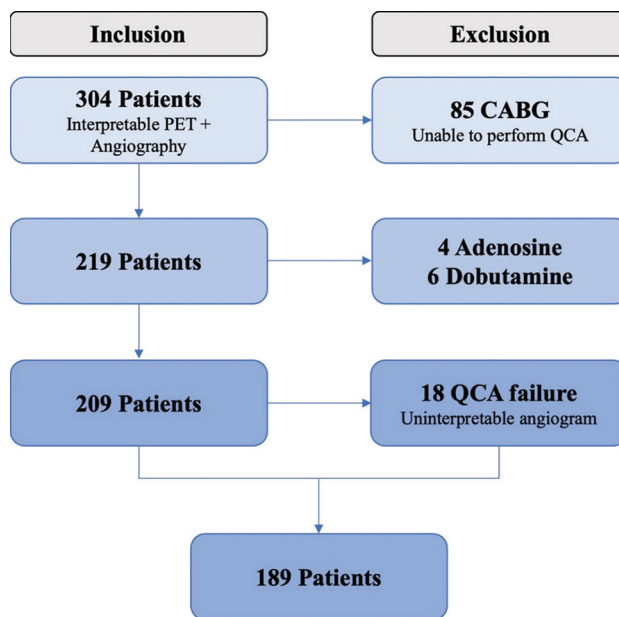 Inclusion
Exclusion
304 Patients
Interpretable PET +
Angiography
85 CABG
Unable to perform QCA
219 Patients
4 Adenosine
6 Dobutamine
209 Patients
18 QCA failure
Uninterpretable angiogram
189 Patients